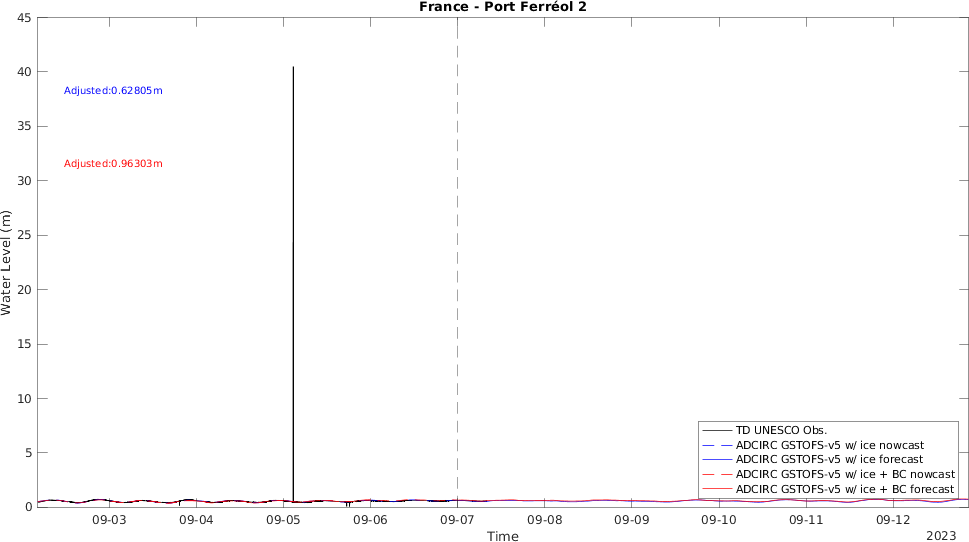 France - Port Ferréol 2
45
40
35
30
25
20
15
10
5
0
Water Level (m)
Adjusted:0.62805m
Adjusted:0.96303m
TD UNESCO Obs.
ADCIRC GSTOFS-v5 w/ ice nowcast
ADCIRC GSTOFS-v5 w/ ice forecast
ADCIRC GSTOFS-v5 w/ ice + BC nowcast
ADCIRC GSTOFS-v5 w/ ice + BC forecast
09-03 09-04 09-05 09-06 09-07 09-08 09-09 09-10 09-11 09-12
Time
2023